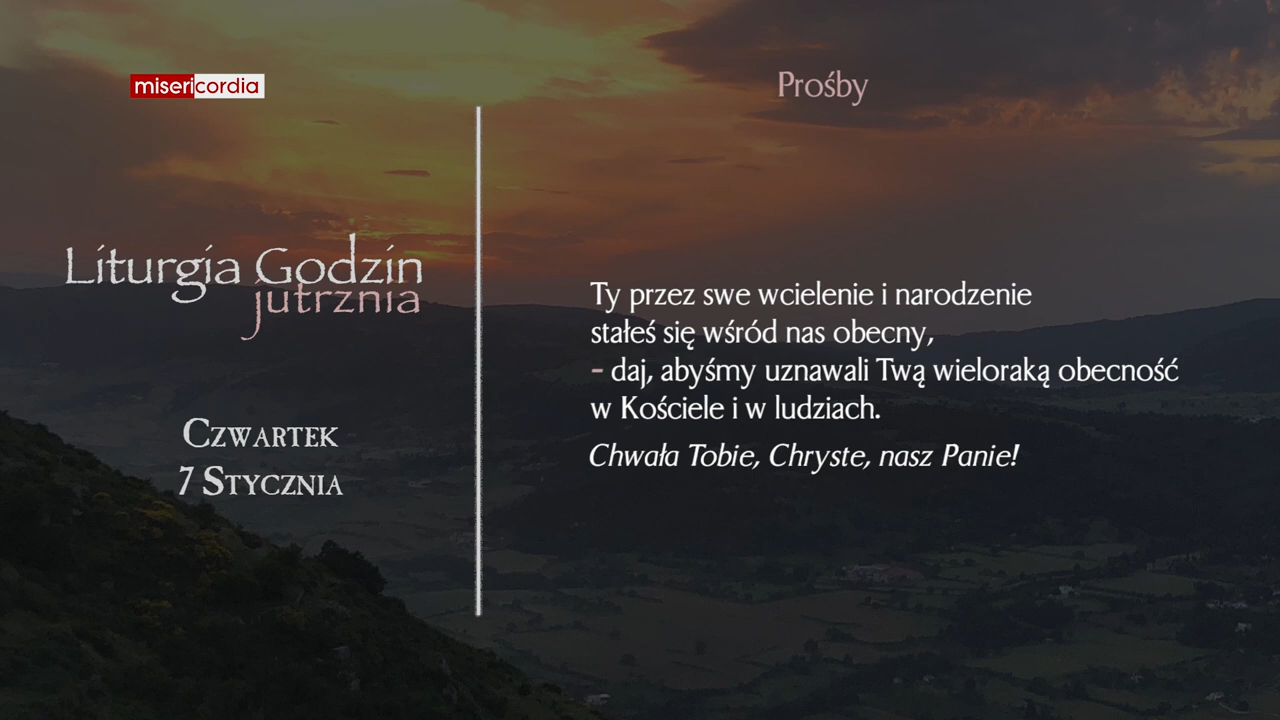 misericordia
Liturgia Godzin
jutrznia
Czwartek
7 Stycznia
Prośby
Ty przez swe wcielenie i narodzenie
stałeś się wśród nas obecny,
- daj, abyśmy uznawali Twą wieloraką obecność
w Kościele i w ludziach.
Chwała Tobie, Chryste, nasz Panie!